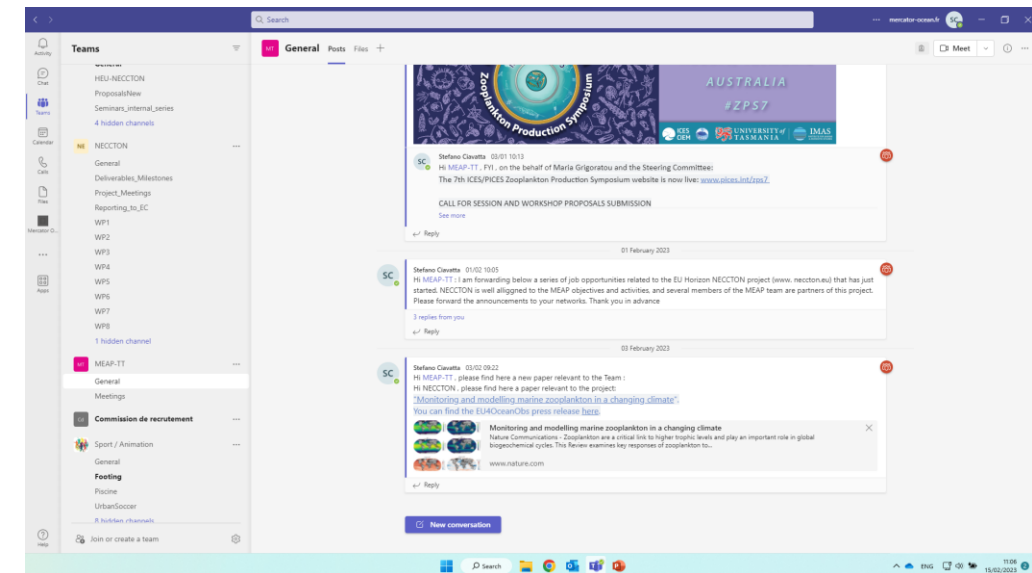 Search
mercator-ocean.fr
SC
Activity
Chat
Teams
Calendar
Calls
Files
Mercator O...
Apps
Help
Teams
General
HEU-NECCTON
ProposalsNew
Seminars_internal_series
4 hidden channels
NE NECCTON
General
Deliverables_Milestones
Project_Meetings
Reporting_to_EC
WP1
WP2
WP3
WP4
WP5
WP6
WP7
WP8
1 hidden channel
MT MEAP-TT
General
Meetings
Commission de recrutement
Sport / Animation
General
Footing
Piscine
UrbanSoccer
8 hidden channels
Join or create a team
MT General Posts Files
Meet
Zooplankton Production Symposium
AUSTRALIA
#ZPS7
ICES
CIEM
UNIVERSITY of
TASMANIA
IMAS
SC
Stefano Ciavatta 03/01 10:13
Hi MEAP-TT , FYI , on the behalf of Maria Grigoratou and the Steering Committee:
The 7th ICES/PICES Zooplankton Production Symposium website is now live: www.pices.int/zps7
CALL FOR SESSION AND WORKSHOP PROPOSALS SUBMISSION
See more
Reply
01 February 2023
SC
Stefano Ciavatta 01/02 10:05
Hi MEAP-TT : I am forwarding below a series of job opportunities related to the EU Horizon NECCTON project (www. neccton.eu) that has just
started. NECCTON is well alliggned to the MEAP objectives and activities, and several members of the MEAP team are partners of this project.
Please forward the announcements to your networks. Thank you in advance
3 replies from you
Reply
03 February 2023
SC
Stefano Ciavatta 03/02 09:22
Hi MEAP-TT , please find here a new paper relevant to the Team :
Hi NECCTON , please find here a paper relevant to the project:
"Monitoring and modelling marine zooplankton in a changing climate".
You can find the EU4OceanObs press release here.
Monitoring and modelling marine zooplankton in a changing climate
Nature Communications - Zooplankton are a critical link to higher trophic levels and play an important role in global
biogeochemical cycles. This Review examines key responses of zooplankton to...
www.nature.com
Reply
New conversation
Search
ENG
11:06
15/02/2023